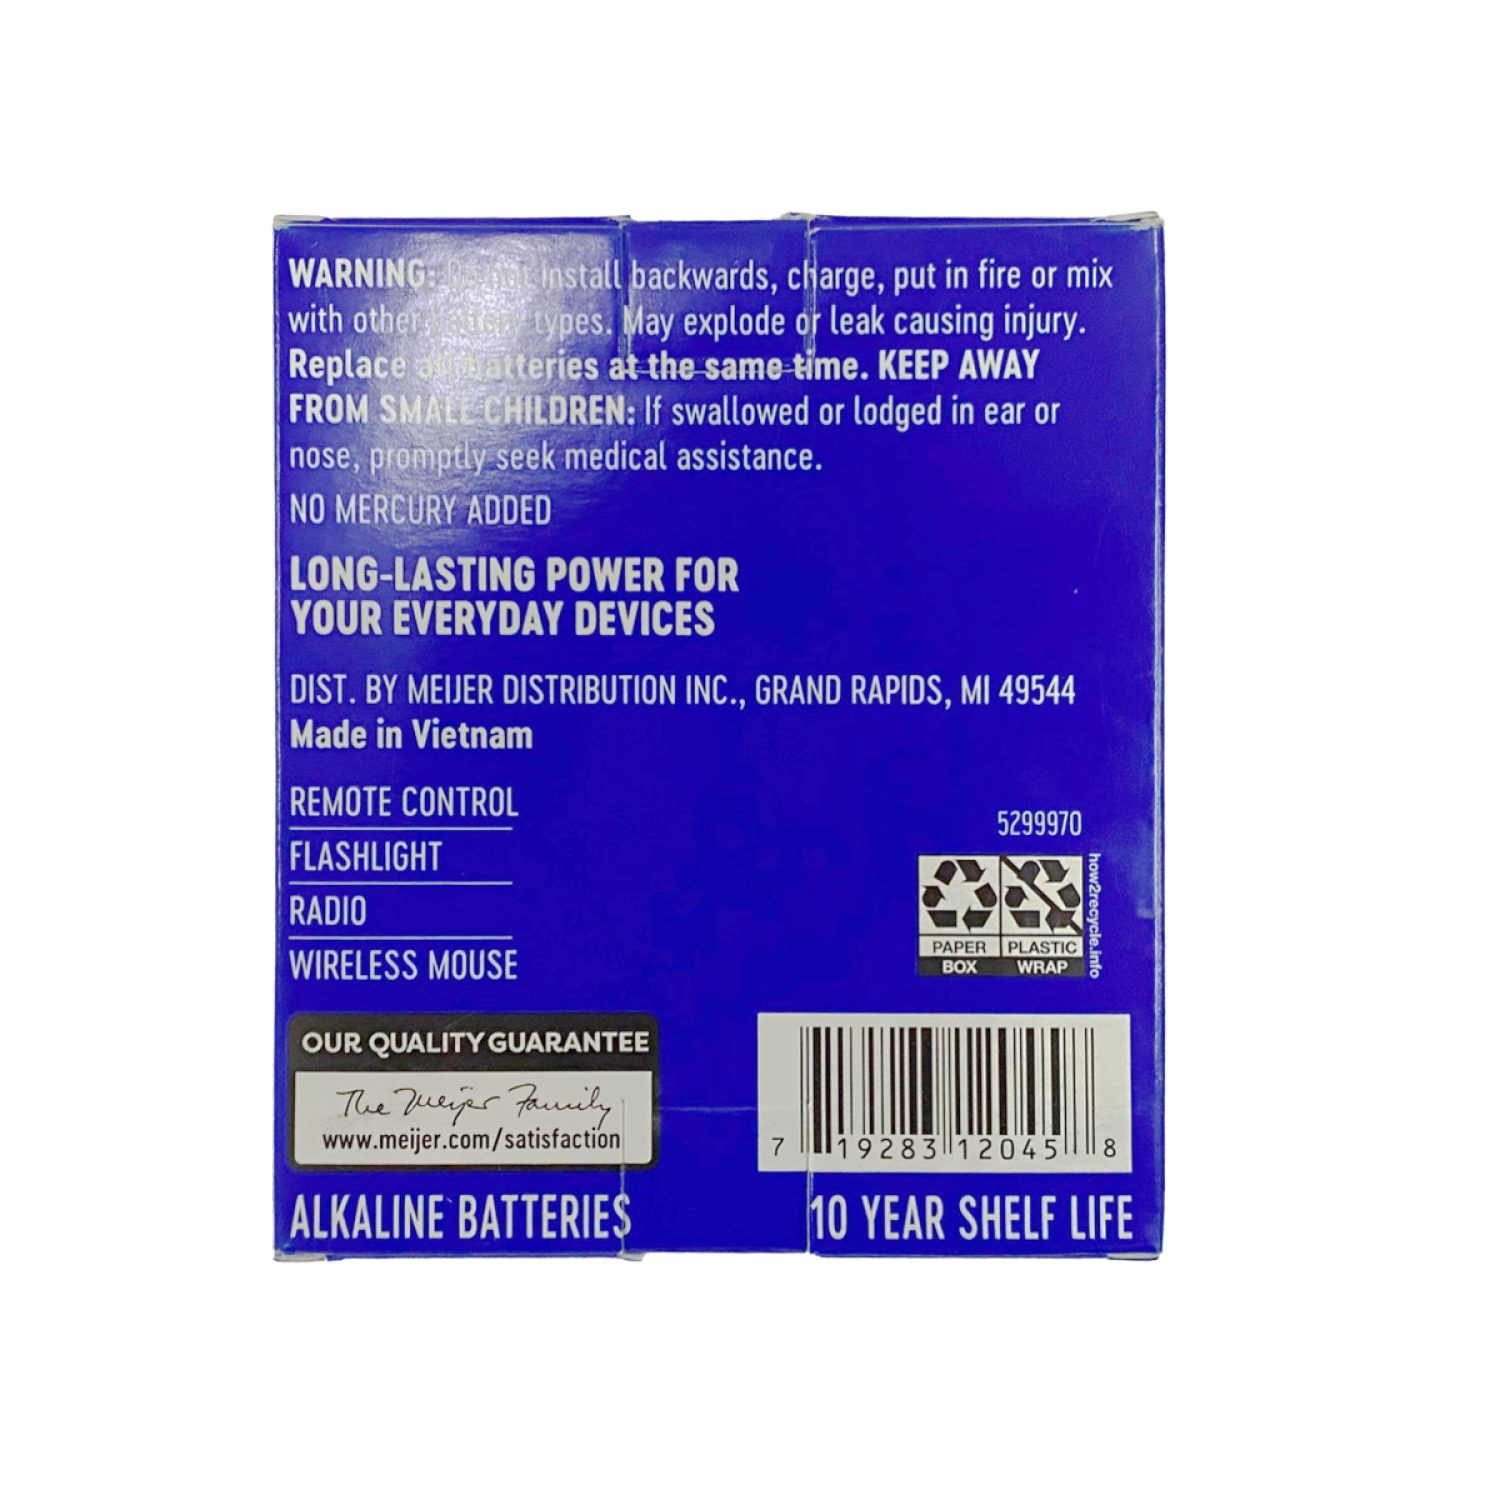 WARNING: Do not install backwards, charge, put in fire or mix
with other battery types. May explode or leak causing injury.
Replace all batteries at the same time. KEEP AWAY
FROM SMALL CHILDREN: If swallowed or lodged in ear or
nose, promptly seek medical assistance.
NO MERCURY ADDED
LONG-LASTING POWER FOR
YOUR EVERYDAY DEVICES
DIST. BY MEIJER DISTRIBUTION INC., GRAND RAPIDS, MI 49544
Made in Vietnam
REMOTE CONTROL
FLASHLIGHT
RADIO
WIRELESS MOUSE
5299970
PAPER
BOX
PLASTIC
WRAP
how2recycle.info
OUR QUALITY GUARANTEE
The Meijer Family
www.meijer.com/satisfaction
7 19283 12045 8
ALKALINE BATTERIES
10 YEAR SHELF LIFE